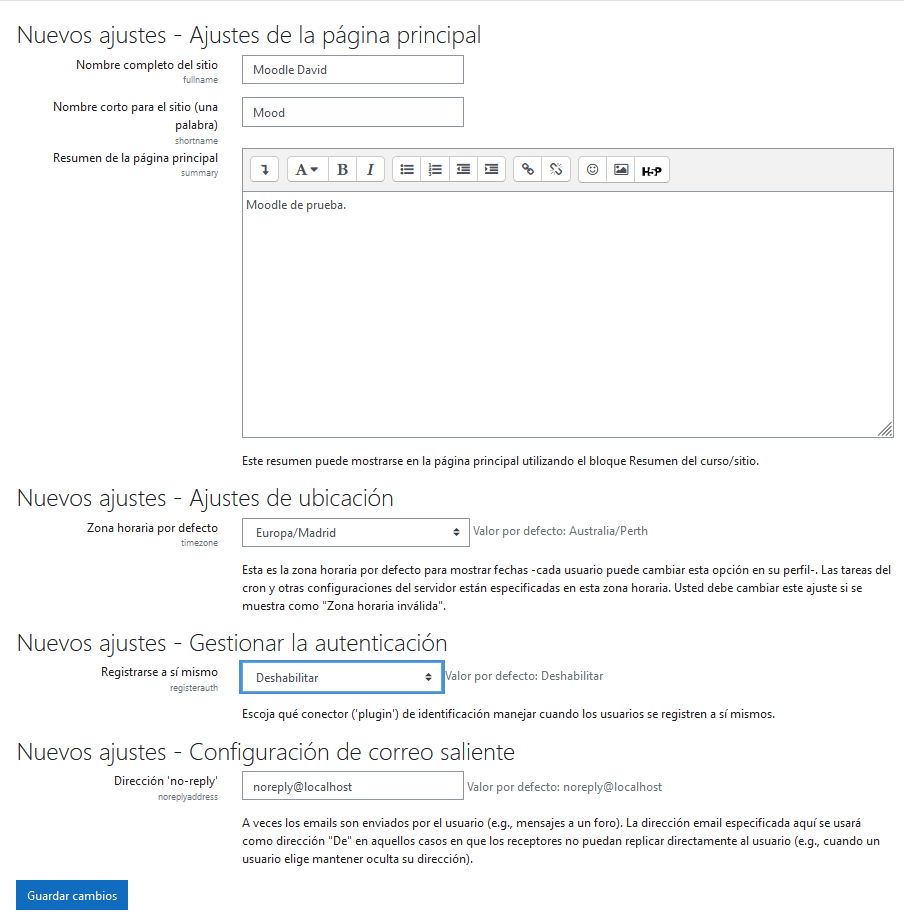 Nuevos ajustes - Ajustes de la página principal
Nombre completo del sitio
fullname
Moodle David
Nombre corto para el sitio (una
palabra)
shortname
Mood
Resumen de la página principal
summary
A B I H-P
Moodle de prueba.
Este resumen puede mostrarse en la página principal utilizando el bloque Resumen del curso/sitio.
Nuevos ajustes - Ajustes de ubicación
Zona horaria por defecto
timezone
Europa/Madrid
Valor por defecto: Australia/Perth
Esta es la zona horaria por defecto para mostrar fechas -cada usuario puede cambiar esta opción en su perfil-. Las tareas del
cron y otras configuraciones del servidor están especificadas en esta zona horaria. Usted debe cambiar este ajuste si se
muestra como "Zona horaria inválida".
Nuevos ajustes - Gestionar la autenticación
Registrarse a sí mismo
registerauth
Deshabilitar
Valor por defecto: Deshabilitar
Escoja qué conector ('plugin') de identificación manejar cuando los usuarios se registren a sí mismos.
Nuevos ajustes - Configuración de correo saliente
Dirección 'no-reply'
noreplyaddress
noreply@localhost
Valor por defecto: noreply@localhost
A veces los emails son enviados por el usuario (e.g., mensajes a un foro). La dirección email especificada aquí se usará
como dirección "De" en aquellos casos en que los receptores no puedan replicar directamente al usuario (e.g., cuando un
usuario elige mantener oculta su dirección).
Guardar cambios